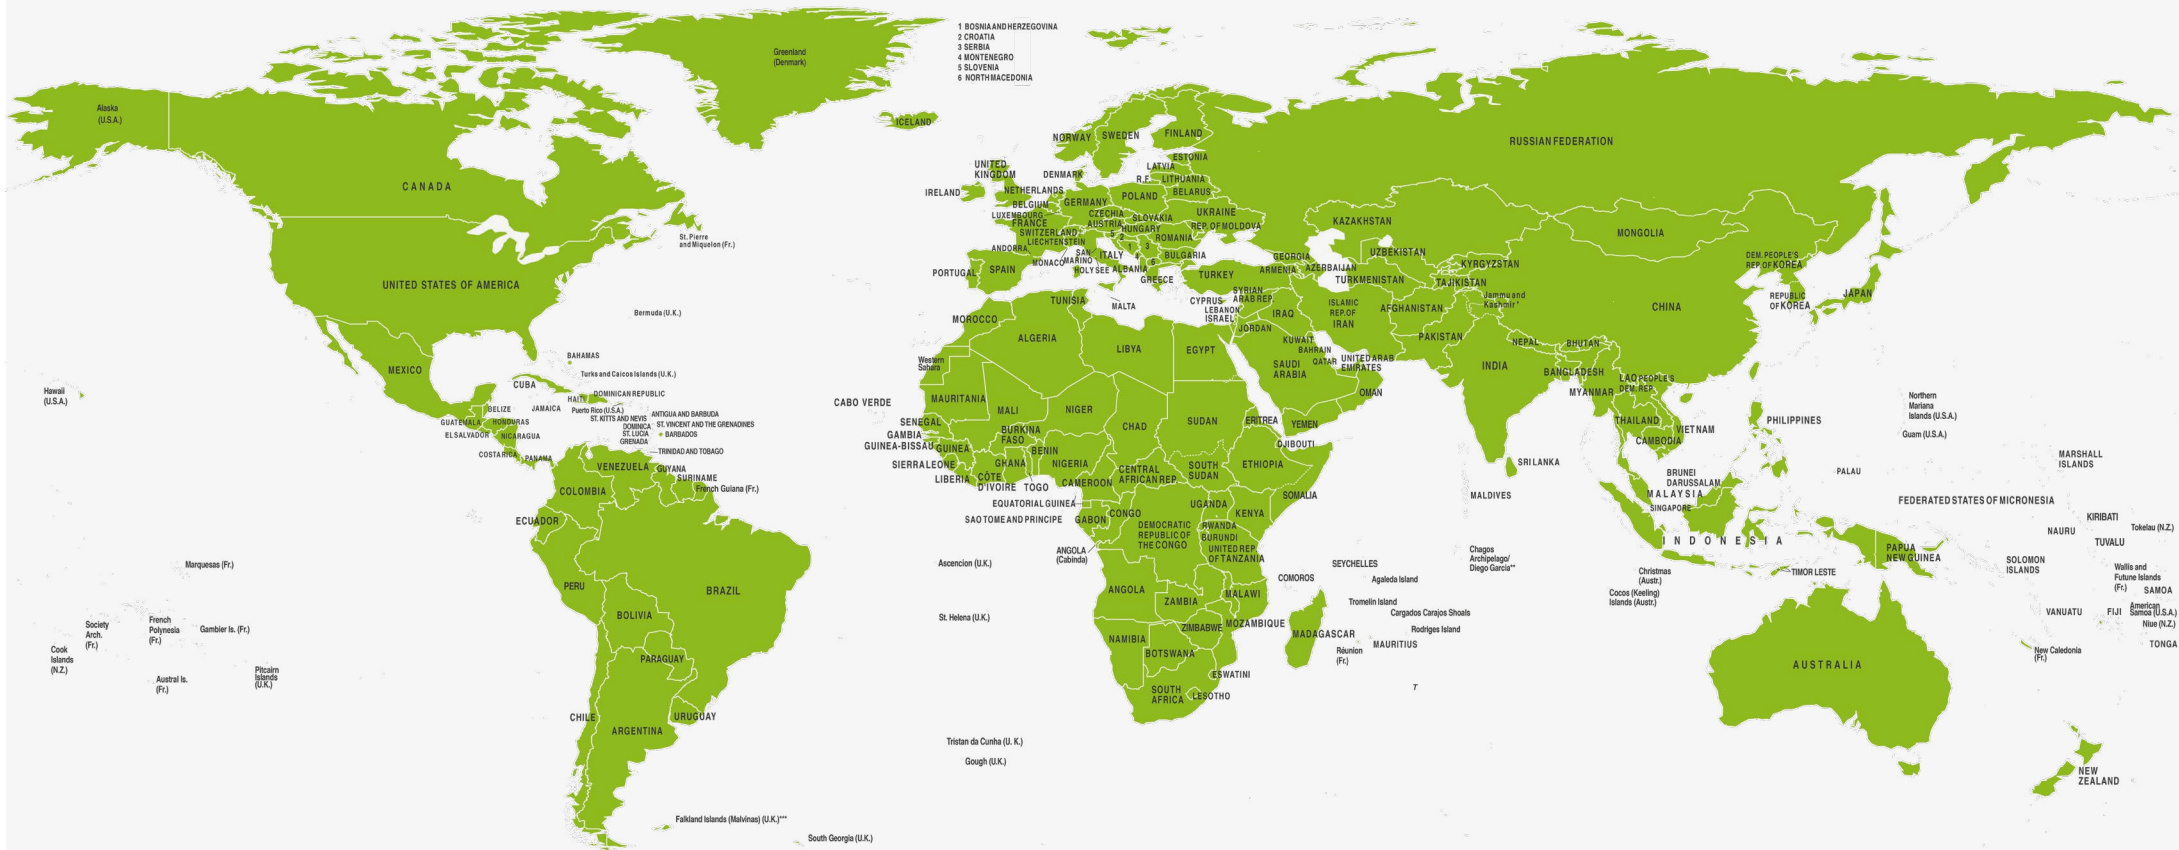 1 BOSNIA AND HERZEGOVINA
2 CROATIA
3 SERBIA
4 MONTENEGRO
5 SLOVENIA
6 NORTH MACEDONIA
Greenland
(Denmark)
Alaska
(U.S.A.)
ICELAND
CANADA
St. Pierre
and Miquelon (Fr.)
UNITED STATES OF AMERICA
Bermuda (U.K.)
Hawaii
(U.S.A.)
MEXICO
BAHAMAS
Turks and Caicos Islands (U.K.)
CUBA
HAITI
DOMINICAN REPUBLIC
JAMAICA
Puerto Rico (U.S.A.)
ST. KITTS AND NEVIS
ANTIGUA AND BARBUDA
DOMINICA
ST. VINCENT AND THE GRENADINES
ST. LUCIA
BARBADOS
GRENADA
TRINIDAD AND TOBAGO
BELIZE
GUATEMALA
HONDURAS
EL SALVADOR
NICARAGUA
COSTA RICA
PANAMA
VENEZUELA
GUYANA
SURINAME
French Guiana (Fr.)
COLOMBIA
ECUADOR
PERU
BRAZIL
BOLIVIA
PARAGUAY
CHILE
ARGENTINA
URUGUAY
Falkland Islands (Malvinas) (U.K.)***
South Georgia (U.K.)
Marquesas (Fr.)
Society
Arch.
(Fr.)
French
Polynesia
(Fr.)
Gambier Is. (Fr.)
Cook
Islands
(N.Z.)
Austral Is.
(Fr.)
Pitcairn
Islands
(U.K.)
NORWAY
SWEDEN
FINLAND
ESTONIA
LATVIA
R.F.
LITHUANIA
BELARUS
UNITED
KINGDOM
IRELAND
DENMARK
NETHERLANDS
BELGIUM
LUXEMBOURG
GERMANY
POLAND
CZECHIA
SLOVAKIA
UKRAINE
REP. OF MOLDOVA
FRANCE
SWITZERLAND
LIECHTENSTEIN
AUSTRIA
HUNGARY
ROMANIA
5
2
1
3
4
6
BULGARIA
ANDORRA
MONACO
SAN
MARINO
ITALY
HOLY SEE
ALBANIA
GREECE
PORTUGAL
SPAIN
MALTA
TURKEY
CYPRUS
SYRIAN
ARAB REP.
LEBANON
ISRAEL
JORDAN
GEORGIA
ARMENIA
AZERBAIJAN
IRAQ
ISLAMIC
REP. OF
IRAN
KUWAIT
BAHRAIN
QATAR
UNITED ARAB
EMIRATES
SAUDI
ARABIA
OMAN
YEMEN
RUSSIAN FEDERATION
KAZAKHSTAN
UZBEKISTAN
TURKMENISTAN
KYRGYZSTAN
TAJIKISTAN
AFGHANISTAN
PAKISTAN
Jammu and
Kashmir *
MONGOLIA
CHINA
DEM. PEOPLE'S
REP. OF KOREA
REPUBLIC
OF KOREA
JAPAN
INDIA
NEPAL
BHUTAN
BANGLADESH
MYANMAR
LAO PEOPLE'S
DEM. REP.
THAILAND
VIET NAM
CAMBODIA
SRI LANKA
MALDIVES
PHILIPPINES
BRUNEI
DARUSSALAM
MALAYSIA
SINGAPORE
INDONESIA
TIMOR LESTE
PAPUA
NEW GUINEA
MOROCCO
TUNISIA
ALGERIA
LIBYA
EGYPT
Western
Sahara
CABO VERDE
MAURITANIA
MALI
NIGER
CHAD
SUDAN
ERITREA
DJIBOUTI
SENEGAL
GAMBIA
GUINEA-BISSAU
GUINEA
SIERRA LEONE
LIBERIA
BURKINA
FASO
GHANA
CÔTE
D'IVOIRE
TOGO
BENIN
NIGERIA
CAMEROON
CENTRAL
AFRICAN REP.
SOUTH
SUDAN
ETHIOPIA
SOMALIA
EQUATORIAL GUINEA
SAO TOME AND PRINCIPE
GABON
CONGO
DEMOCRATIC
REPUBLIC OF
THE CONGO
UGANDA
KENYA
RWANDA
BURUNDI
UNITED REP.
OF TANZANIA
ANGOLA
(Cabinda)
Ascencion (U.K.)
ANGOLA
ZAMBIA
MALAWI
MOZAMBIQUE
ZIMBABWE
NAMIBIA
BOTSWANA
ESWATINI
LESOTHO
SOUTH
AFRICA
St. Helena (U.K.)
Tristan da Cunha (U. K.)
Gough (U.K.)
SEYCHELLES
COMOROS
Agaleda Island
Tromelin Island
Cargados Carajos Shoals
Rodriges Island
MADAGASCAR
MAURITIUS
Réunion
(Fr.)
T
Chagos
Archipelago/
Diego Garcia**
Christmas
(Austr.)
Cocos (Keeling)
Islands (Austr.)
Northern
Mariana
Islands (U.S.A.)
Guam (U.S.A.)
PALAU
MARSHALL
ISLANDS
FEDERATED STATES OF MICRONESIA
KIRIBATI
NAURU
Tokelau (N.Z.)
TUVALU
SOLOMON
ISLANDS
Wallis and
Futune Islands
(Fr.)
SAMOA
American
Samoa (U.S.A.)
VANUATU
FIJI
Niue (N.Z.)
TONGA
New Caledonia
(Fr.)
AUSTRALIA
NEW
ZEALAND